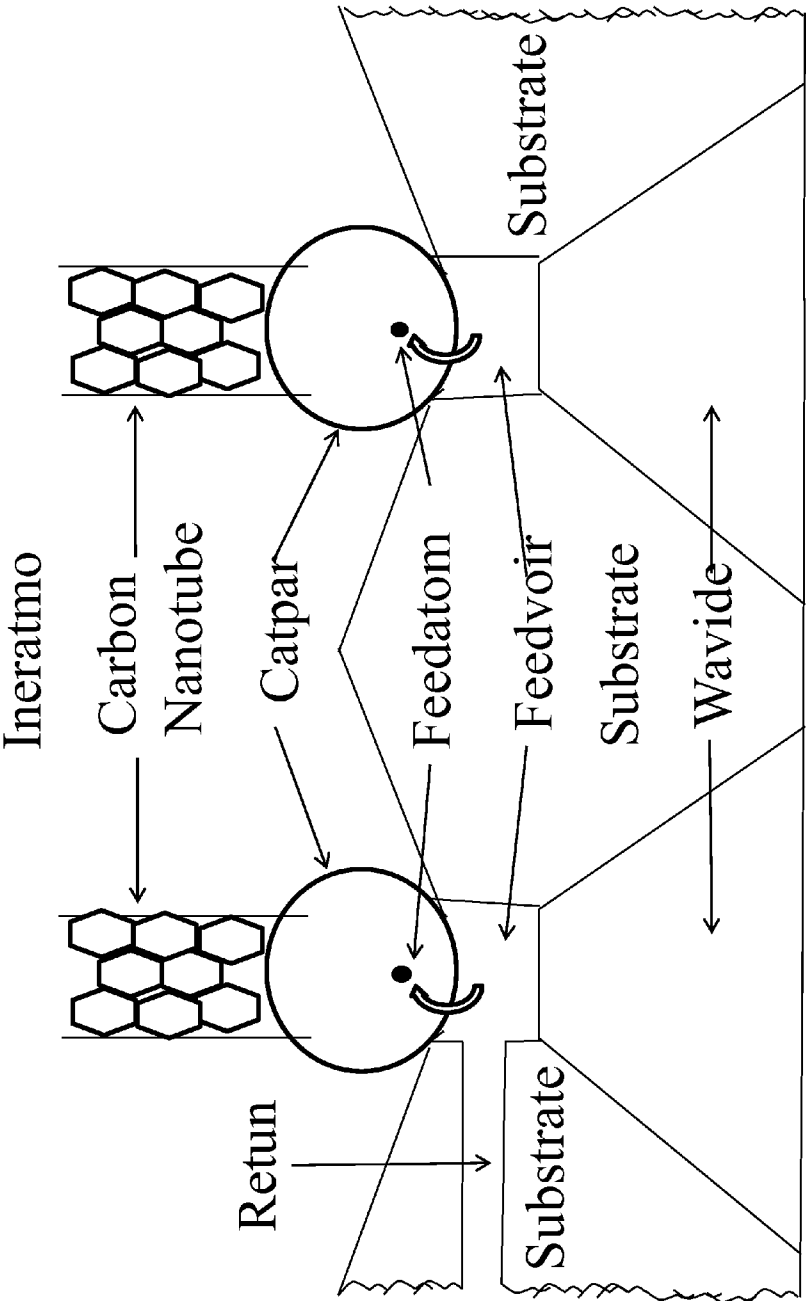 Ineratmo
Carbon
Nanotube
Catpar
Feedatom
Feedvoir
Substrate
Wavide
Retun
Substrate
Substrate